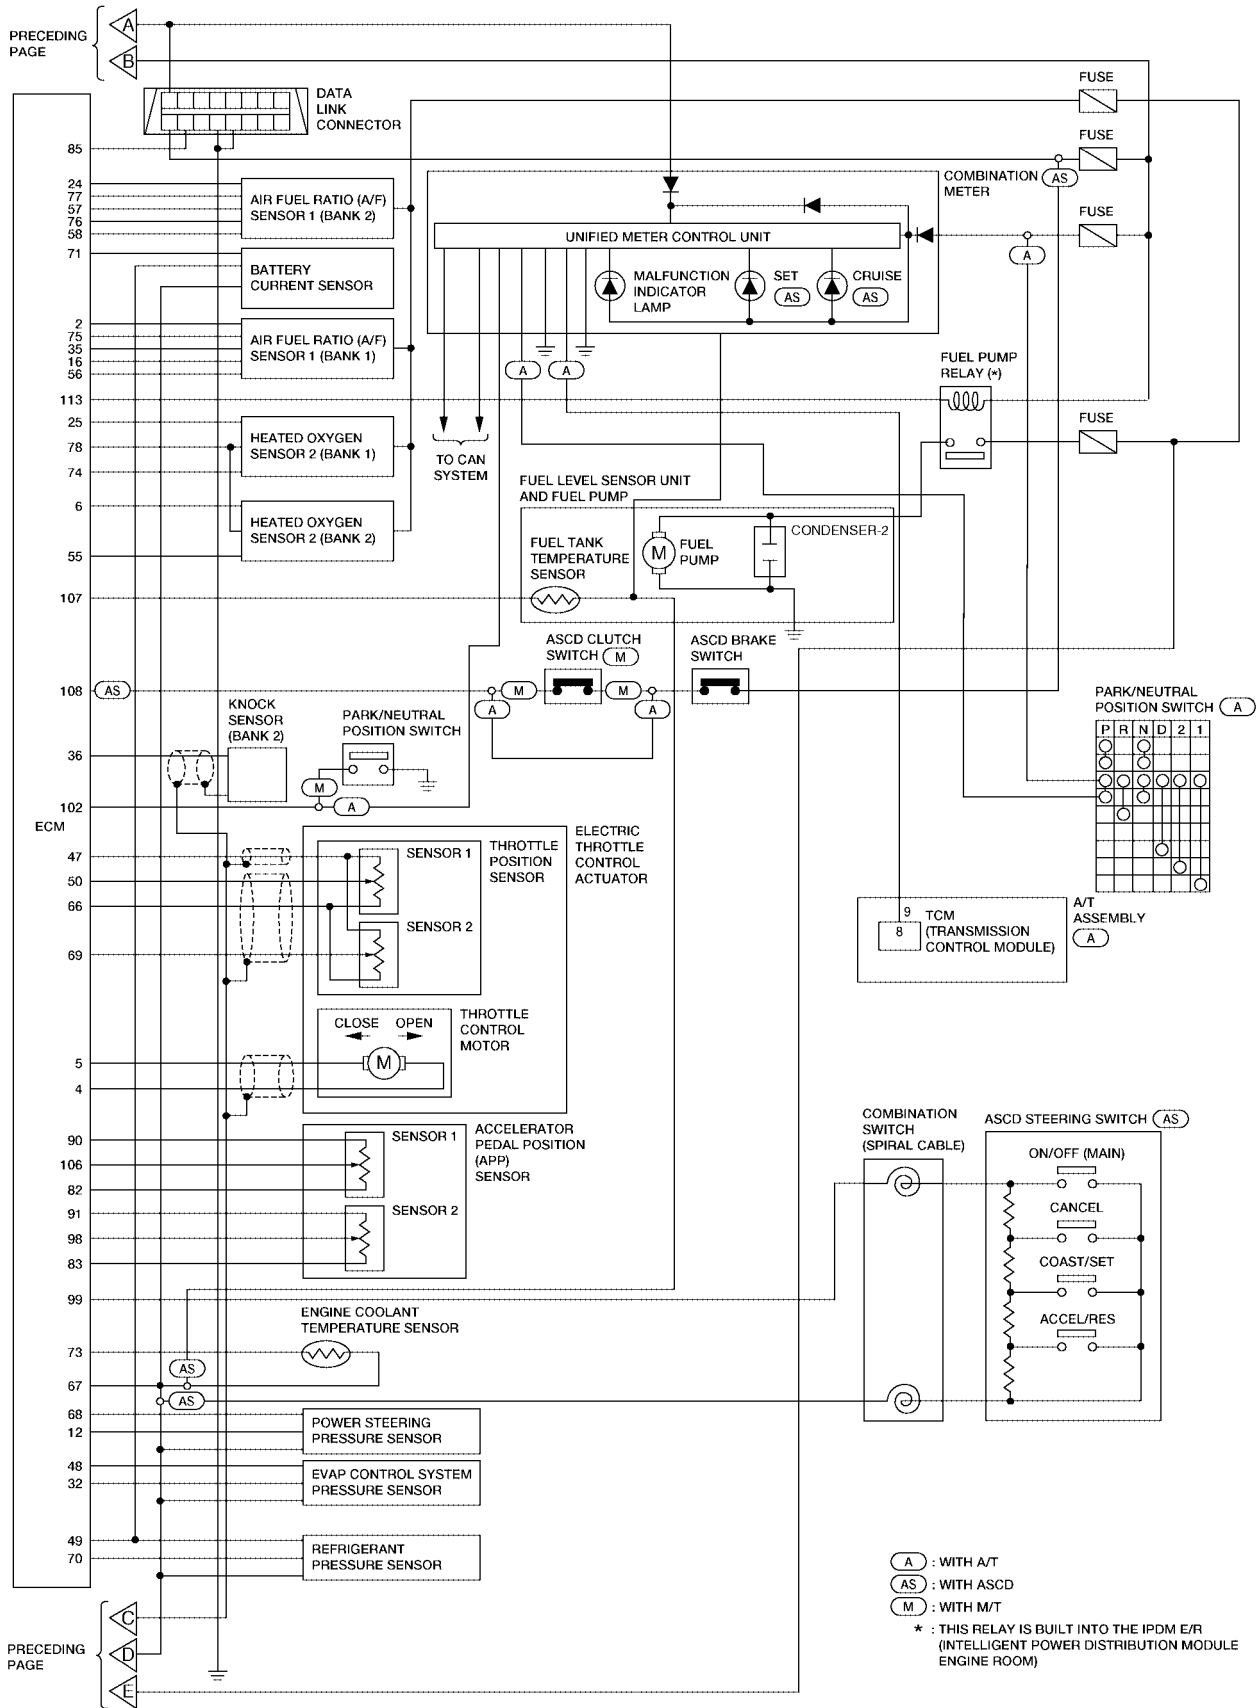 PRECEDING
PAGE
A
B
DATA
LINK
CONNECTOR
FUSE
FUSE
FUSE
FUSE
85
24
77
57
76
58
AIR FUEL RATIO (A/F)
SENSOR 1 (BANK 2)
71
BATTERY
CURRENT SENSOR
2
75
35
16
56
AIR FUEL RATIO (A/F)
SENSOR 1 (BANK 1)
113
25
78
74
HEATED OXYGEN
SENSOR 2 (BANK 1)
6
55
HEATED OXYGEN
SENSOR 2 (BANK 2)
COMBINATION
METER
AS
UNIFIED METER CONTROL UNIT
MALFUNCTION
INDICATOR
LAMP
SET
AS
CRUISE
AS
A
A
A
TO CAN
SYSTEM
FUEL PUMP
RELAY (*)
FUEL LEVEL SENSOR UNIT
AND FUEL PUMP
FUEL TANK
TEMPERATURE
SENSOR
M
FUEL
PUMP
CONDENSER-2
107
108
AS
ASCD CLUTCH
SWITCH
M
M
M
A
A
ASCD BRAKE
SWITCH
PARK/NEUTRAL
POSITION SWITCH
A
P R N D 2 1
KNOCK
SENSOR
(BANK 2)
36
PARK/NEUTRAL
POSITION SWITCH
M
A
102
ECM
47
50
66
69
SENSOR 1
SENSOR 2
THROTTLE
POSITION
SENSOR
ELECTRIC
THROTTLE
CONTROL
ACTUATOR
9
8
TCM
(TRANSMISSION
CONTROL MODULE)
A/T
ASSEMBLY
A
CLOSE OPEN
M
THROTTLE
CONTROL
MOTOR
5
4
90
106
82
91
98
83
SENSOR 1
SENSOR 2
ACCELERATOR
PEDAL POSITION
(APP)
SENSOR
COMBINATION
SWITCH
(SPIRAL CABLE)
ASCD STEERING SWITCH
AS
ON/OFF (MAIN)
CANCEL
COAST/SET
ACCEL/RES
99
ENGINE COOLANT
TEMPERATURE SENSOR
73
AS
67
AS
68
12
POWER STEERING
PRESSURE SENSOR
48
32
EVAP CONTROL SYSTEM
PRESSURE SENSOR
49
70
REFRIGERANT
PRESSURE SENSOR
PRECEDING
PAGE
C
D
E
A : WITH A/T
AS : WITH ASCD
M : WITH M/T
* : THIS RELAY IS BUILT INTO THE IPDM E/R
(INTELLIGENT POWER DISTRIBUTION MODULE
ENGINE ROOM)